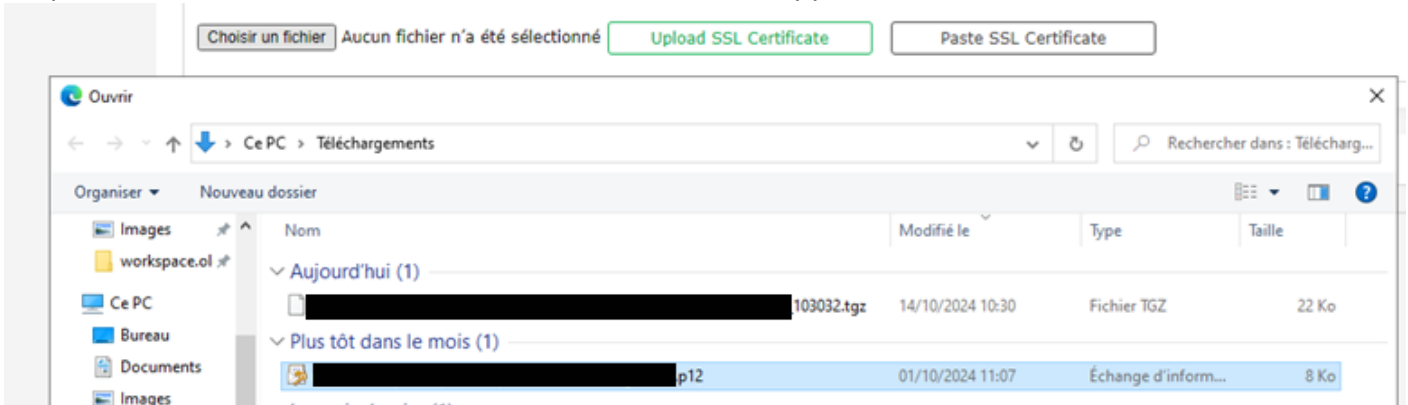 Choisir un fichier Aucun fichier n'a été sélectionné Upload SSL Certificate Paste SSL Certificate
Ouvrir
Ce PC > Téléchargements Rechercher dans : Télécharg...
Organiser Nouveau dossier
Images Nom Modifié le Type Taille
workspace.ol
Aujourd'hui (1)
Ce PC _103032.tgz 14/10/2024 10:30 Fichier TGZ 22 Ko
Bureau Plus tôt dans le mois (1)
Documents .p12 01/10/2024 11:07 Échange d'inform... 8 Ko
Images